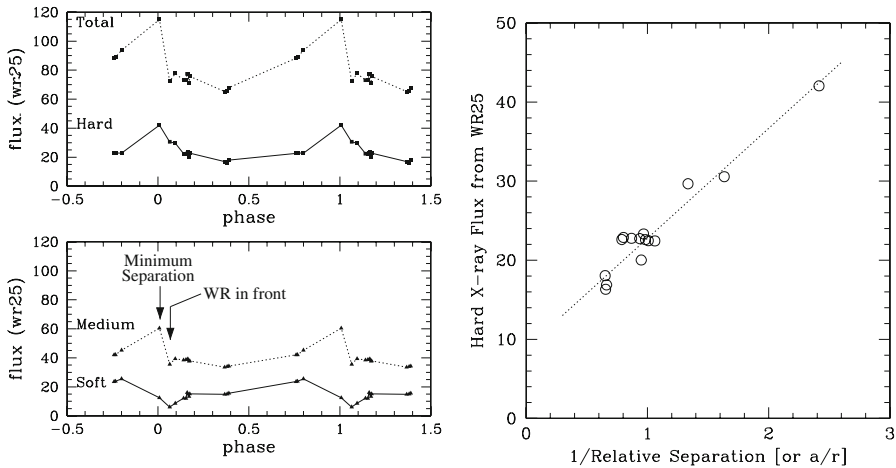 120
100
80
60
40
20
0
Total
Hard
flux (wr25)
-0.5
0
0.5
1
1.5
phase
120
100
80
60
40
20
0
Minimum
Separation
WR in front
Medium
Soft
flux (wr25)
-0.5
0
0.5
1
1.5
phase
50
40
30
20
10
0
Hard X-ray Flux from WR25
0
1
2
3
1/Relative Separation [or a/r]